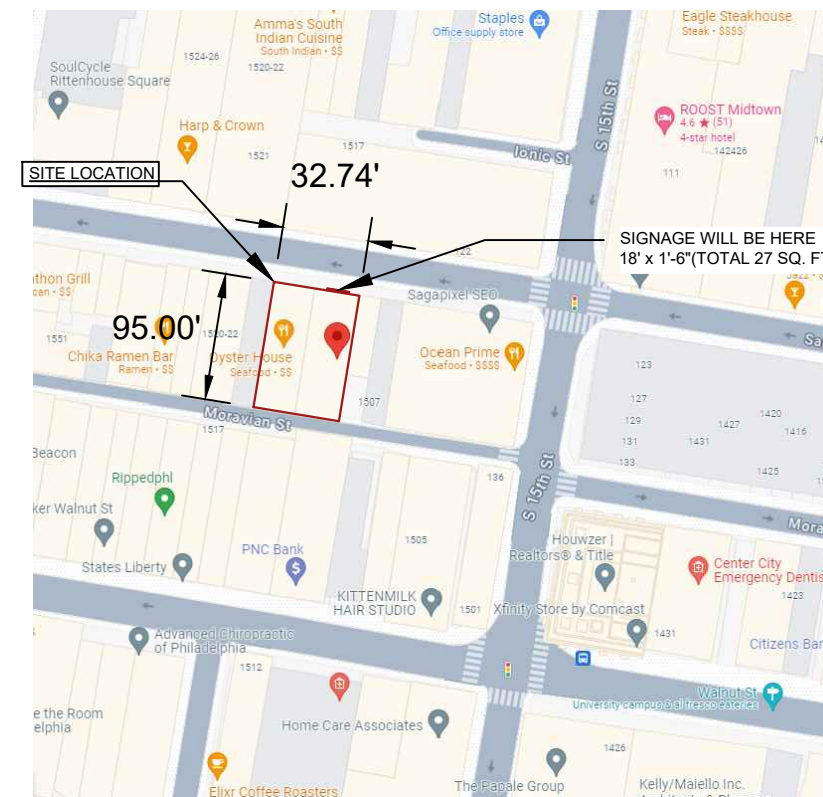 Amma's South
Indian Cuisine
South Indian • $$
Staples
Office supply store
Eagle Steakhouse
Steak • $$$$
1524-26
1520-22
SoulCycle
Rittenhouse Square
S 15th St
ROOST Midtown
4.6 ★ (51)
4-star hotel
142426
Harp & Crown
1521
1517
Ionic St
111
SITE LOCATION
32.74'
SIGNAGE WILL BE HERE
18' x 1'-6"(TOTAL 27 SQ. FT
122
thon Grill
can • $$
Sagapixel SEO
95.00'
1551
1520-22
Chika Ramen Bar
Ramen • $$
Oyster House
Seafood • $$
Ocean Prime
Seafood • $$$$
Sa
123
127
129
131
133
1427
1420
1431
1416
1425
1507
Moravian St
1517
Beacon
Rippedphl
136
S 15th St
Mora
ker Walnut St
1505
Houwzer |
Realtors® & Title
PNC Bank
States Liberty
Center City
Emergency Dentis
1423
KITTENMILK
HAIR STUDIO
1501
Xfinity Store by Comcast
1431
Advanced Chiropractic
of Philadelphia
Citizens Ban
1512
Walnut St
University campus & al fresco eateries
e the Room
elphia
Home Care Associates
1426
Elixr Coffee Roasters
The Papale Group
Kelly/Maiello Inc.